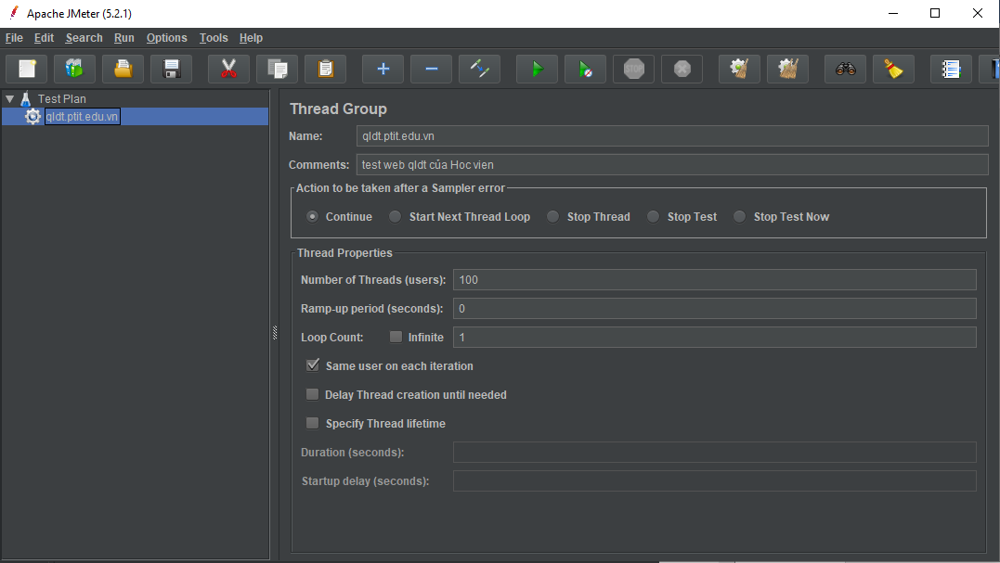 Apache JMeter (5.2.1)
File Edit Search Run Options Tools Help
STOP
Test Plan
qldt.ptit.edu.vn
Thread Group
Name: qldt.ptit.edu.vn
Comments: test web qldt của Hoc vien
Action to be taken after a Sampler error
Continue Start Next Thread Loop Stop Thread Stop Test Stop Test Now
Thread Properties
Number of Threads (users): 100
Ramp-up period (seconds): 0
Loop Count: Infinite 1
Same user on each iteration
Delay Thread creation until needed
Specify Thread lifetime
Duration (seconds):
Startup delay (seconds):